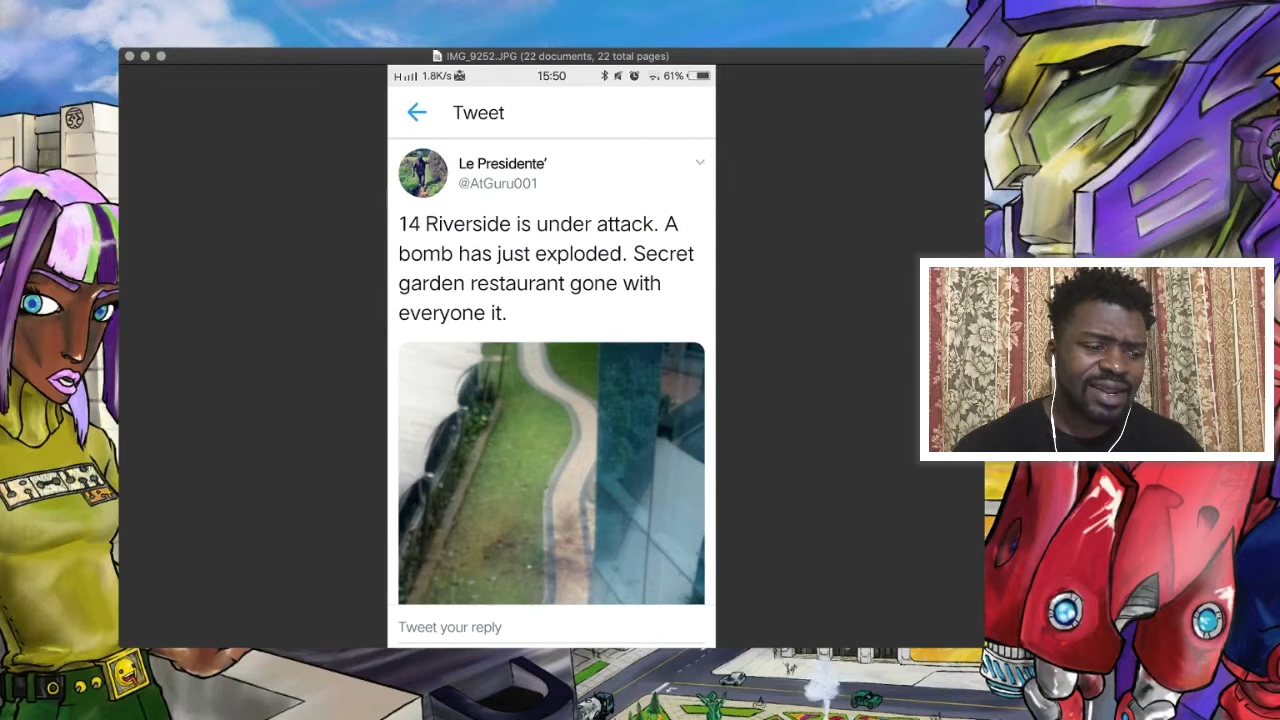 IMG_9252.JPG (22 documents, 22 total pages)
H 1.8K/s 15:50 61%
Tweet
Le Presidente’
@AtGuru001
14 Riverside is under attack. A
bomb has just exploded. Secret
garden restaurant gone with
everyone it.
Tweet your reply